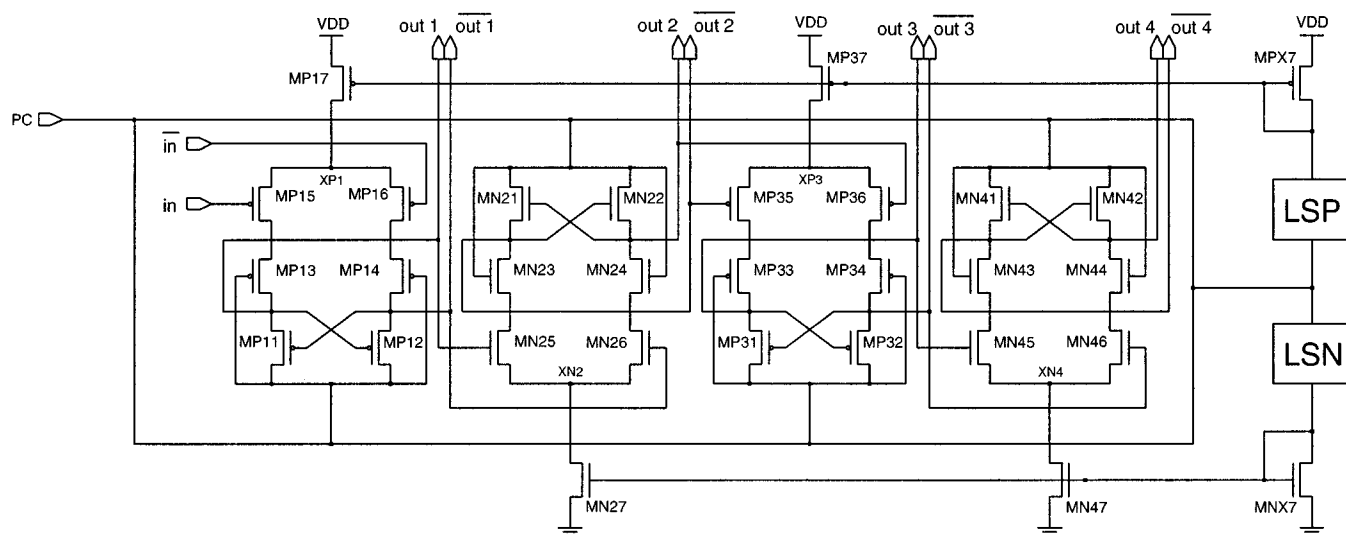 out 1 out 1 out 2 out 2 out 3 out 3 out 4 out 4
VDD VDD VDD
MP17 MP37 MPX7
PC
in
in
XP1 XP3
MP15 MP16 MN21 MN22 MP35 MP36 MN41 MN42
LSP
MP13 MP14 MN23 MN24 MP33 MP34 MN43 MN44
MP11 MP12 MN25 MN26 MP31 MP32 MN45 MN46
LSN
XN2 XN4
MN27 MN47 MNX7